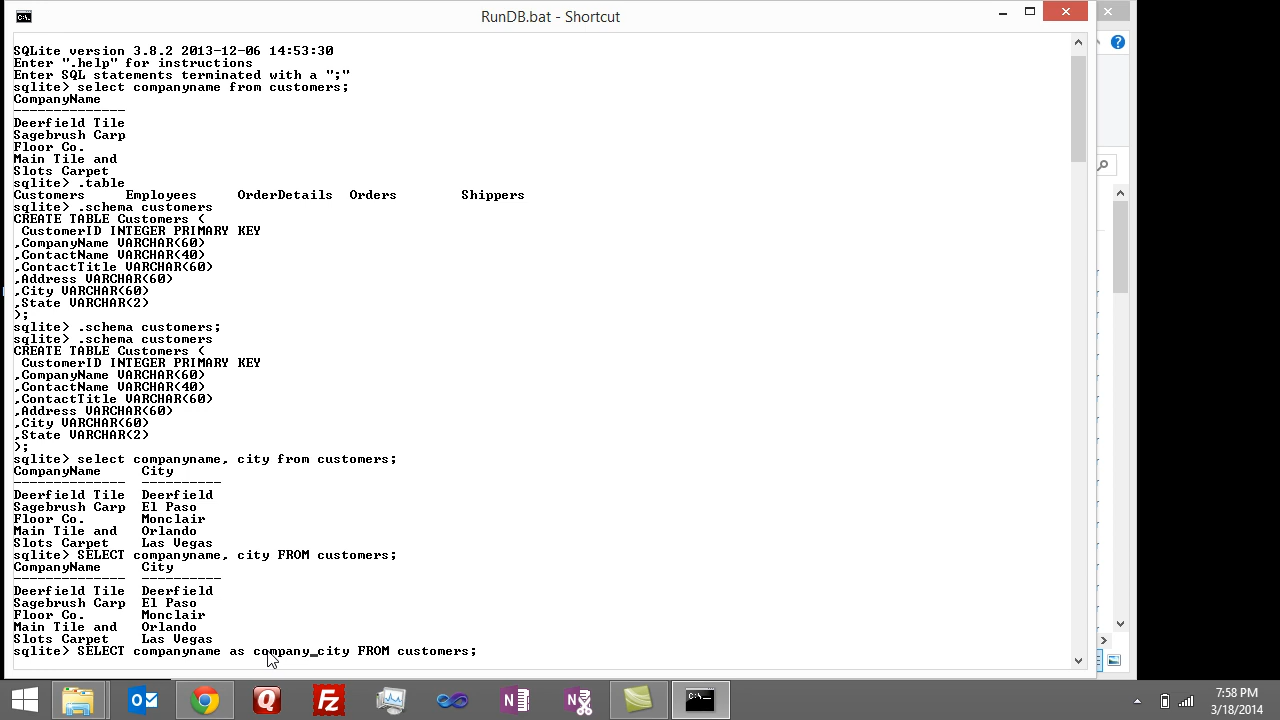 RunDB.bat - Shortcut
SQLite version 3.8.2 2013-12-06 14:53:30
Enter ".help" for instructions
Enter SQL statements terminated with a ";"
sqlite> select companyname from customers;
CompanyName
--------------
Deerfield Tile
Sagebrush Carp
Floor Co.
Main Tile and
Slots Carpet
sqlite> .table
Customers Employees OrderDetails Orders Shippers
sqlite> .schema customers
CREATE TABLE Customers (
CustomerID INTEGER PRIMARY KEY
,CompanyName VARCHAR(60)
,ContactName VARCHAR(40)
,ContactTitle VARCHAR(60)
,Address VARCHAR(60)
,City VARCHAR(60)
,State VARCHAR(2)
);
sqlite> .schema customers;
sqlite> .schema customers
CREATE TABLE Customers (
CustomerID INTEGER PRIMARY KEY
,CompanyName VARCHAR(60)
,ContactName VARCHAR(40)
,ContactTitle VARCHAR(60)
,Address VARCHAR(60)
,City VARCHAR(60)
,State VARCHAR(2)
);
sqlite> select companyname, city from customers;
CompanyName City
-------------- ----------
Deerfield Tile Deerfield
Sagebrush Carp El Paso
Floor Co. Monclair
Main Tile and Orlando
Slots Carpet Las Vegas
sqlite> SELECT companyname, city FROM customers;
CompanyName City
-------------- ----------
Deerfield Tile Deerfield
Sagebrush Carp El Paso
Floor Co. Monclair
Main Tile and Orlando
Slots Carpet Las Vegas
sqlite> SELECT companyname as company_city FROM customers;
7:58 PM
3/18/2014